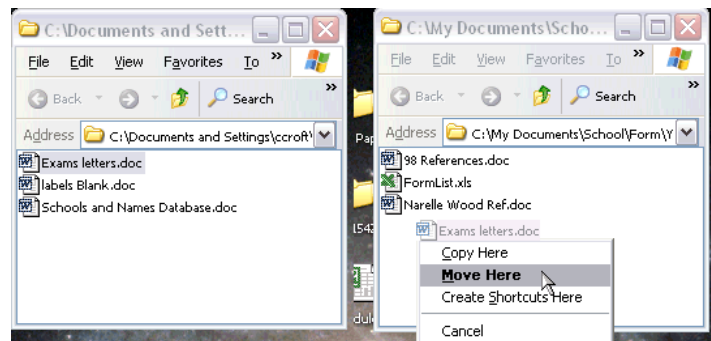 C:\Documents and Sett...
File Edit View Favorites To »
Back Search »
Address C:\Documents and Settings\ccroft\
Exams letters.doc
labels Blank.doc
Schools and Names Database.doc
Pap
L542
dule
C:\My Documents\Scho...
File Edit View Favorites To »
Back Search »
Address C:\My Documents\School\Form\Y
98 References.doc
FormList.xls
Narelle Wood Ref.doc
Exams letters.doc
Copy Here
Move Here
Create Shortcuts Here
Cancel